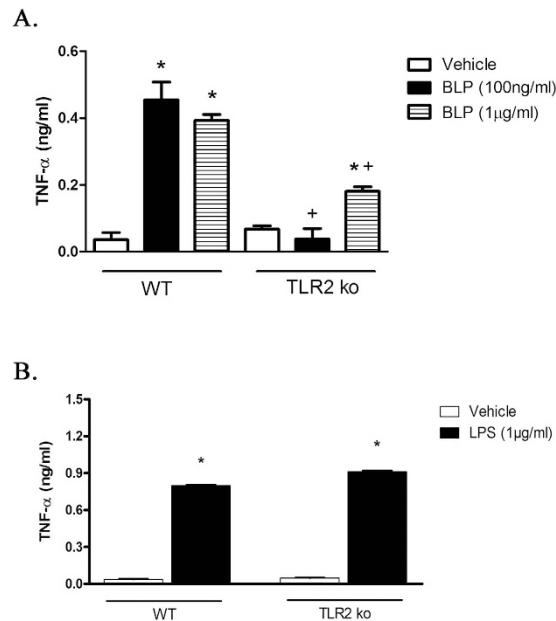 A.
TNF-α (ng/ml)
0.6
0.4
0.2
0.0
* * + * +
WT TLR2 ko
Vehicle
BLP (100ng/ml)
BLP (1μg/ml)
B.
TNF-α (ng/ml)
1.5
1.2
0.9
0.6
0.3
0.0
* *
WT TLR2 ko
Vehicle
LPS (1μg/ml)